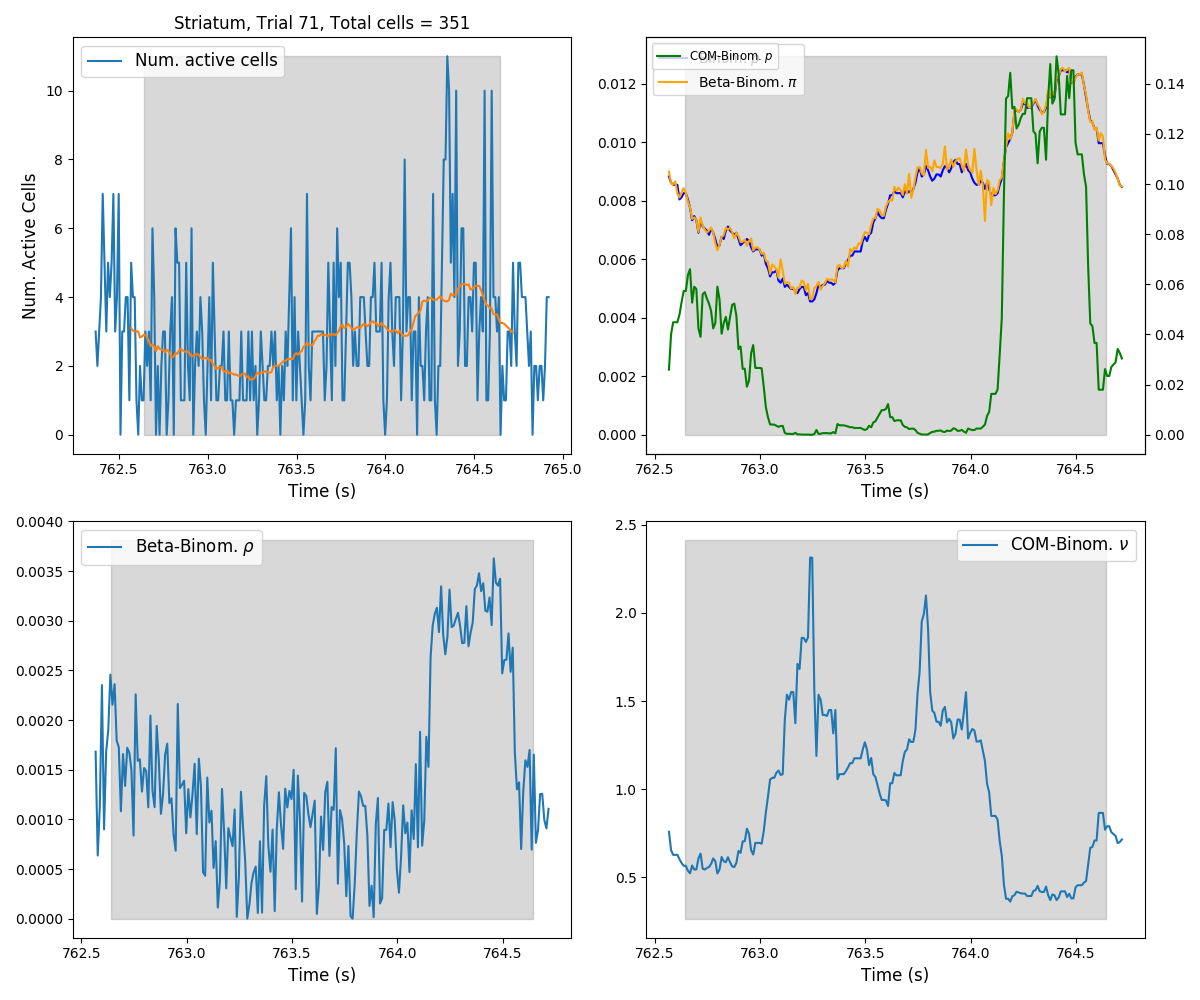 Striatum, Trial 71, Total cells = 351
Num. active cells
Num. Active Cells
10
8
6
4
2
0
762.5 763.0 763.5 764.0 764.5 765.0
Time (s)
COM-Binom. p
Beta-Binom. π
0.012
0.010
0.008
0.006
0.004
0.002
0.000
0.14
0.12
0.10
0.08
0.06
0.04
0.02
0.00
762.5 763.0 763.5 764.0 764.5
Time (s)
Beta-Binom. ρ
0.0040
0.0035
0.0030
0.0025
0.0020
0.0015
0.0010
0.0005
0.0000
762.5 763.0 763.5 764.0 764.5
Time (s)
COM-Binom. ν
2.5
2.0
1.5
1.0
0.5
762.5 763.0 763.5 764.0 764.5
Time (s)